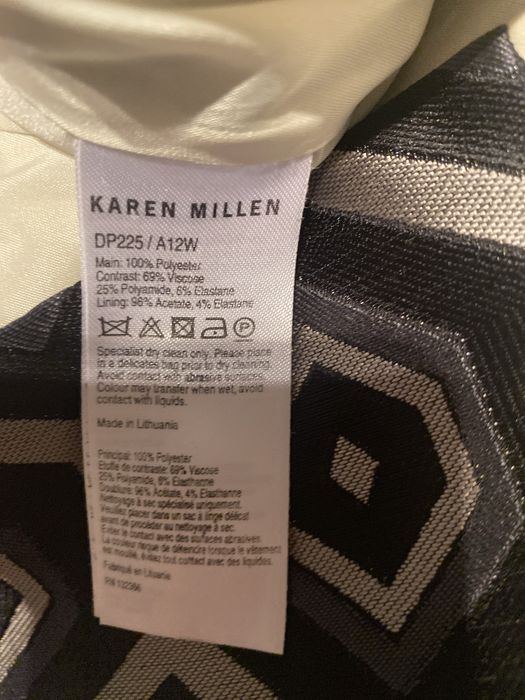 KAREN MILLEN
DP225 / A12W
Main: 100% Polyester
Contrast: 69% Viscose
25% Polyamide, 6% Elastane
Lining: 96% Acetate, 4% Elastane
P
Specialist dry clean only. Please place
in a delicates bag prior to dry cleaning.
Avoid contact with abrasive surfaces.
Colour may transfer when wet, avoid
contact with liquids.
Made in Lithuania
Principal: 100% Polyester
Etoffe de contraste: 69% Viscose
25% Polyamide, 6% Elasthanne
Doublure: 96% Acétate, 4% Elasthanne
Nettoyage à sec spécialisé uniquement.
Veuillez placer dans un sac à linge délicat
avant de procéder au nettoyage à sec.
Eviter le contact avec des surfaces abrasives.
La couleur risque de déteindre lorsque le vêtement
est mouillé, évitez tout contact avec des liquides.
Fabriqué en Lituanie
RN 132366